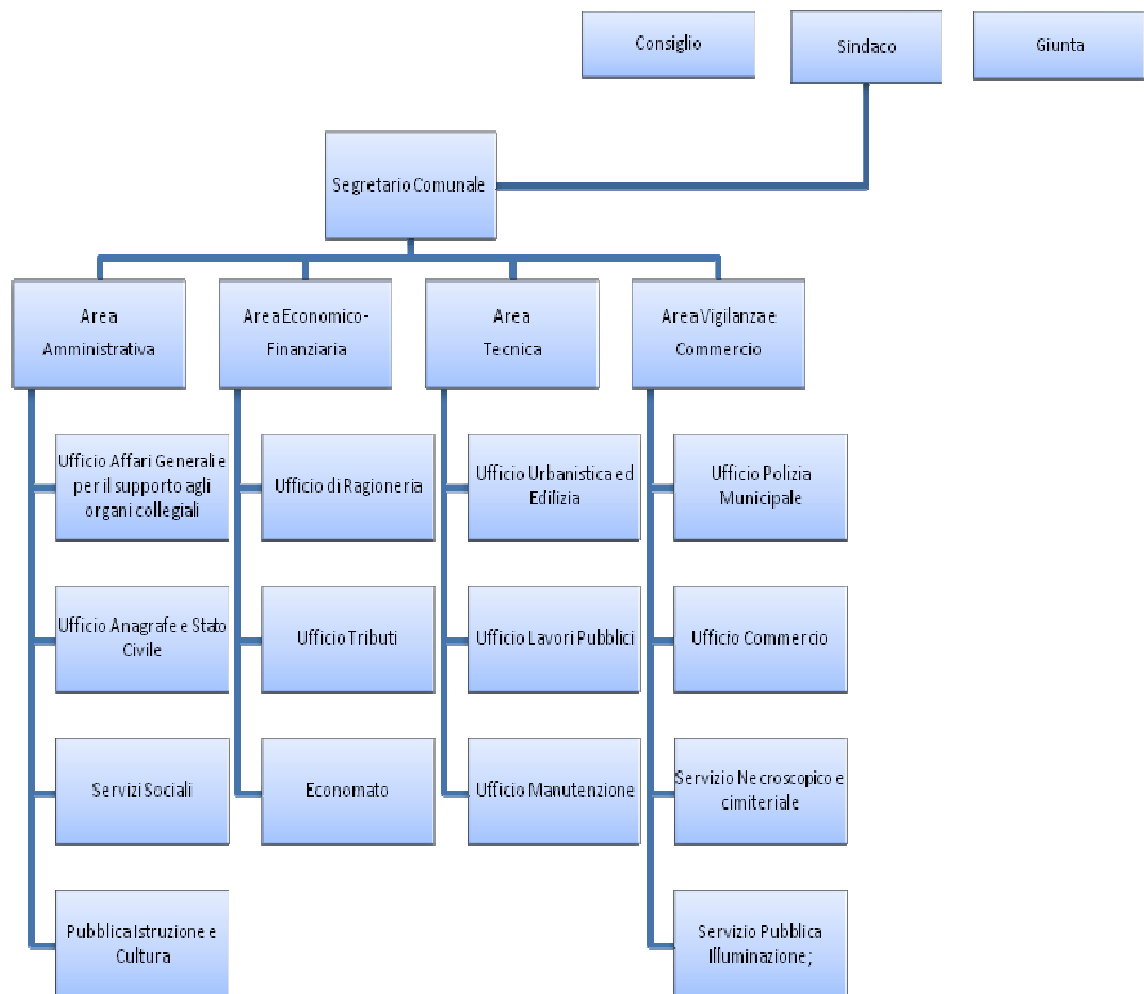 Consiglio
Sindaco
Giunta
Segretario Comunale
Area
Amministrativa
Area Economico-
Finanziaria
Area
Tecnica
Area Vigilanza e
Commercio
Ufficio Affari Generali e
per il supporto agli
organi collegiali
Ufficio di Ragioneria
Ufficio Urbanistica ed
Edilizia
Ufficio Polizia
Municipale
Ufficio Anagrafe e Stato
Civile
Ufficio Tributi
Ufficio Lavori Pubblici
Ufficio Commercio
Servizi Sociali
Economato
Ufficio Manutenzione
Servizio Necroscopico e
cimiteriale
Pubblica Istruzione e
Cultura
Servizio Pubblica
Illuminazione;